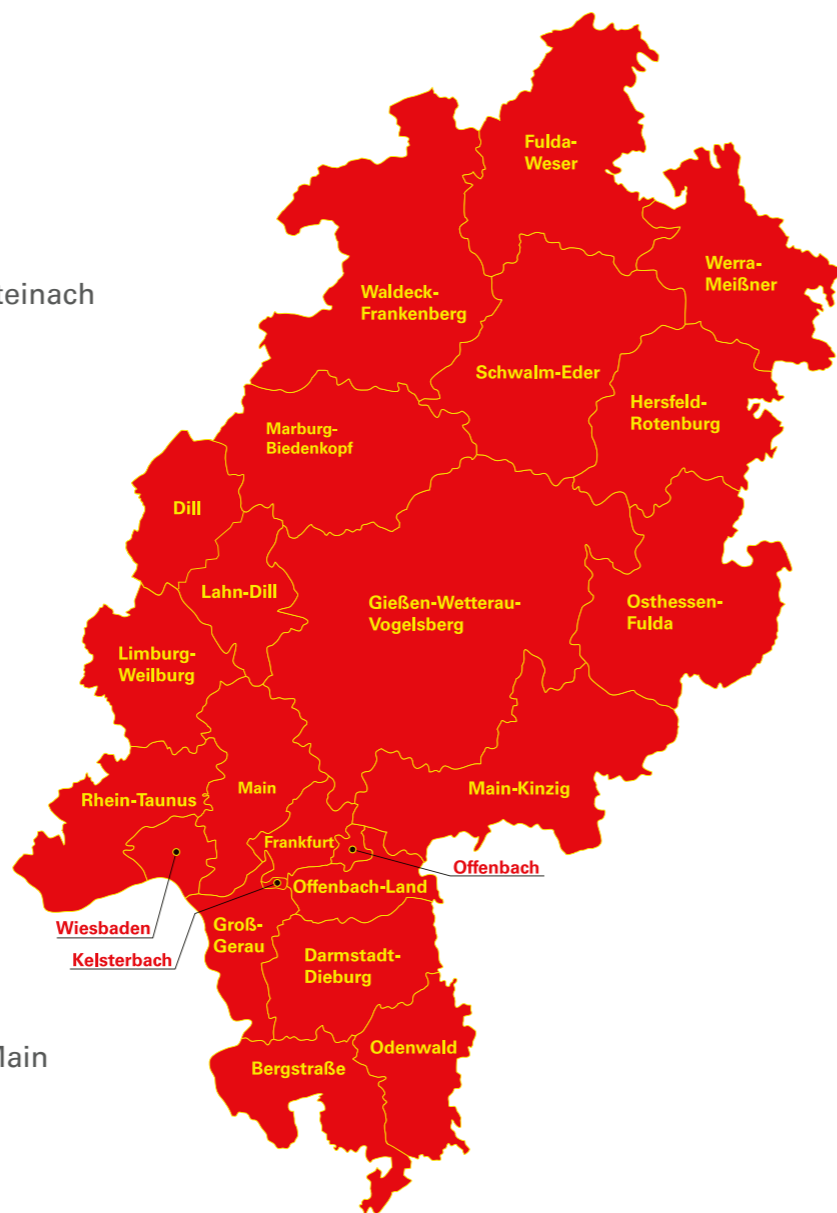 Fulda-
Weser
Werra-
Meißner
teinach
Waldeck-
Frankenberg
Schwalm-Eder
Hersfeld-
Rotenburg
Marburg-
Biedenkopf
Dill
Lahn-Dill
Gießen-Wetterau-
Vogelsberg
Osthessen-
Fulda
Limburg-
Weilburg
Main
Main-Kinzig
Rhein-Taunus
Frankfurt
Offenbach
Offenbach-Land
Wiesbaden
Groß-
Gerau
Kelsterbach
Darmstadt-
Dieburg
Main
Odenwald
Bergstraße